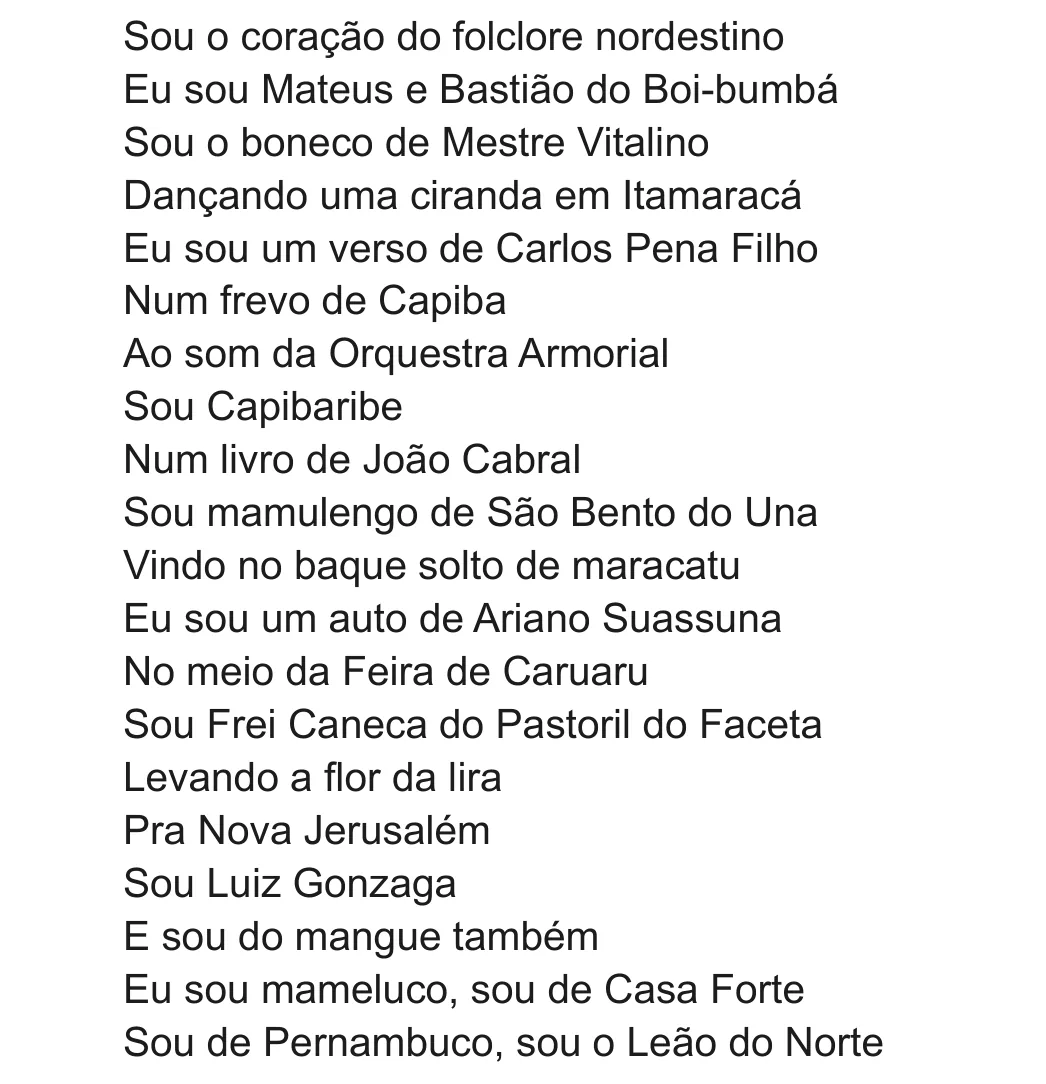 Sou o coração do folclore nordestino
Eu sou Mateus e Bastião do Boi-bumbá
Sou o boneco de Mestre Vitalino
Dançando uma ciranda em Itamaracá
Eu sou um verso de Carlos Pena Filho
Num frevo de Capiba
Ao som da Orquestra Armorial
Sou Capibaribe
Num livro de João Cabral
Sou mamulengo de São Bento do Una
Vindo no baque solto de maracatu
Eu sou um auto de Ariano Suassuna
No meio da Feira de Caruaru
Sou Frei Caneca do Pastoril do Faceta
Levando a flor da lira
Pra Nova Jerusalém
Sou Luiz Gonzaga
E sou do mangue também
Eu sou mameluco, sou de Casa Forte
Sou de Pernambuco, sou o Leão do Norte